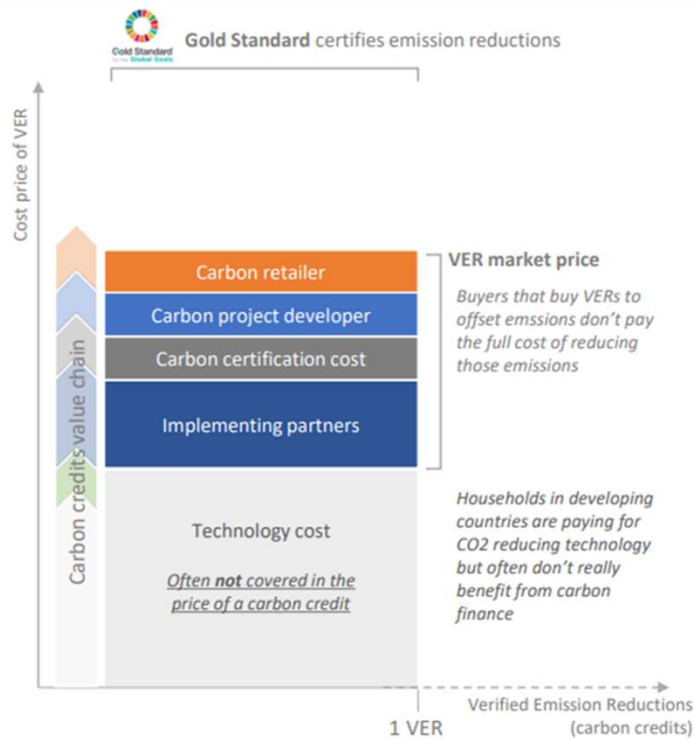 Gold Standard
for the Global Goals
Gold Standard certifies emission reductions
Cost price of VER
Carbon credits value chain
Carbon retailer
Carbon project developer
Carbon certification cost
Implementing partners
Technology cost
Often not covered in the
price of a carbon credit
VER market price
Buyers that buy VERs to
offset emssions don't pay
the full cost of reducing
those emissions
Households in developing
countries are paying for
CO2 reducing technology
but often don't really
benefit from carbon
finance
1 VER
Verified Emission Reductions
(carbon credits)